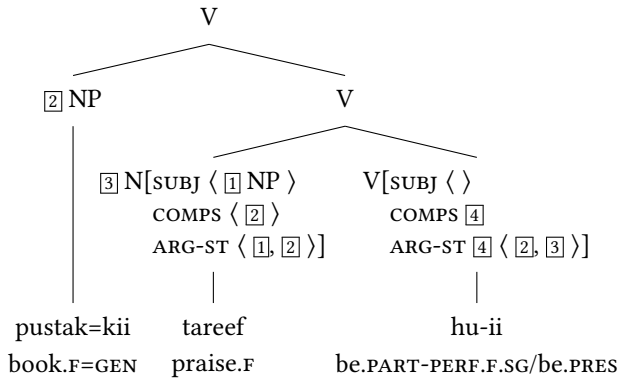 V
2 NP V
3 N[SUBJ ⟨ 1 NP ⟩ V[SUBJ ⟨ ⟩
COMPS ⟨ 2 ⟩ COMPS 4
ARG-ST ⟨ 1, 2 ⟩] ARG-ST 4 ⟨ 2, 3 ⟩]
pustak=kii tareef hu-ii
book.F=GEN praise.F be.PART-PERF.F.SG/be.PRES